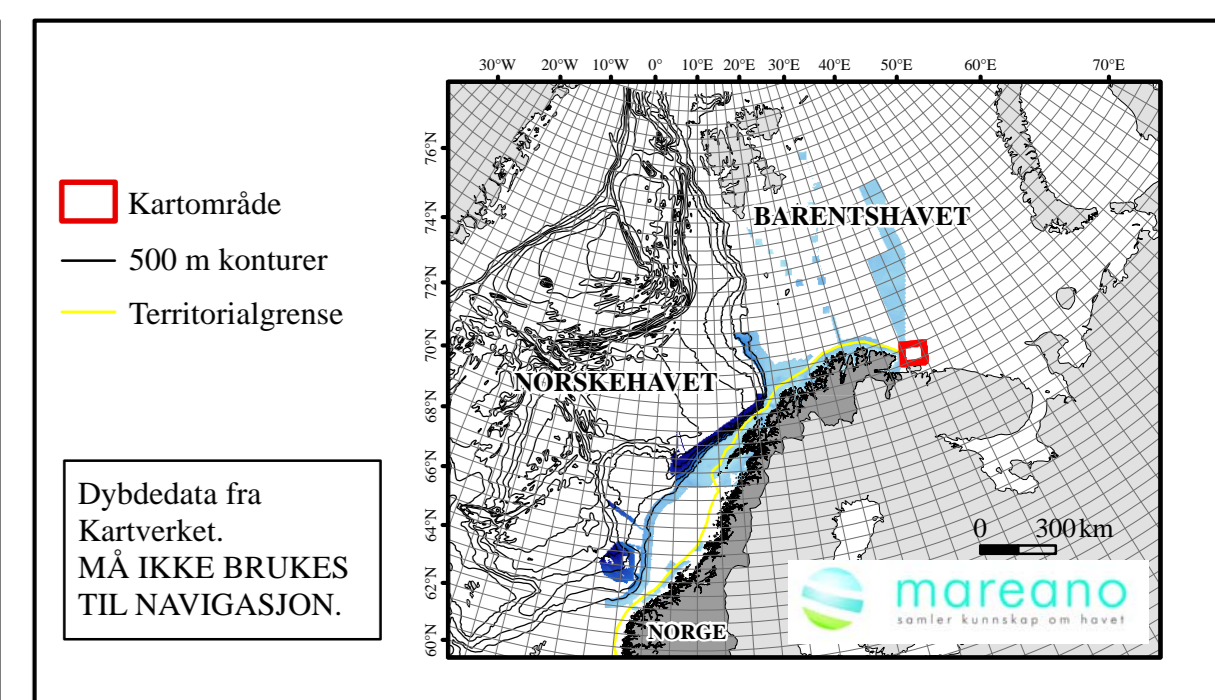 30°W 20°W 10°W 0° 10°E 20°E 30°E 40°E 50°E 60°E 70°E
76°N
74°N
72°N
70°N
68°N
66°N
64°N
62°N
60°N
Kartområde
500 m konturer
Territorialgrense
Dybdedata fra
Kartverket.
MÅ IKKE BRUKES
TIL NAVIGASJON.
BARENTSHAVET
NORSKEHAVET
NORGE
0 300 km
mareano
samler kunnskap om havet